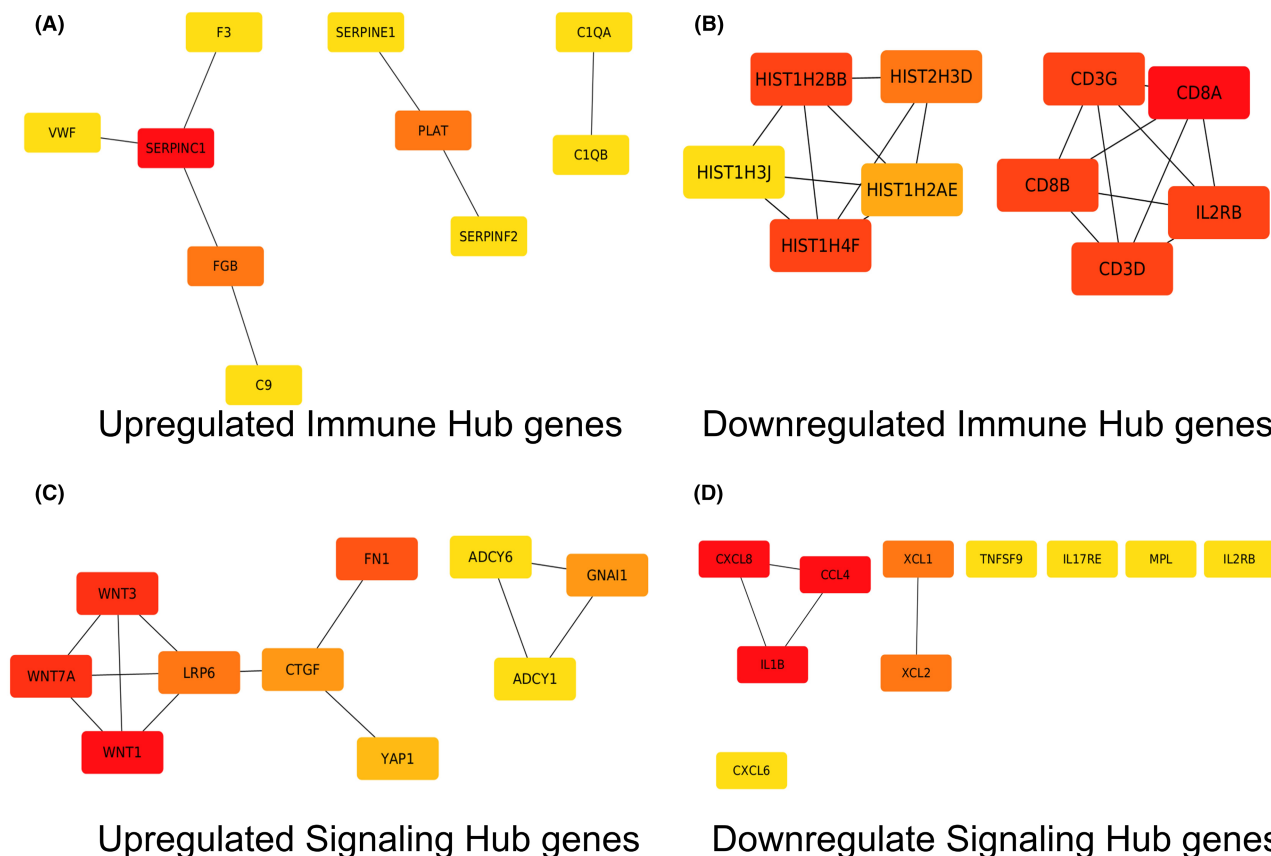 (A)
F3
SERPINE1
C1QA
VWF
SERPINC1
PLAT
C1QB
SERPINF2
FGB
C9
Upregulated Immune Hub genes
(B)
HIST1H2BB
HIST2H3D
HIST1H3J
HIST1H2AE
HIST1H4F
CD3G
CD8A
CD8B
IL2RB
CD3D
Downregulated Immune Hub genes
(C)
FN1
ADCY6
GNAI1
WNT3
WNT7A
LRP6
CTGF
ADCY1
WNT1
YAP1
Upregulated Signaling Hub genes
(D)
CXCL8
CCL4
XCL1
TNFSF9
IL17RE
MPL
IL2RB
IL1B
XCL2
CXCL6
Downregulate Signaling Hub genes